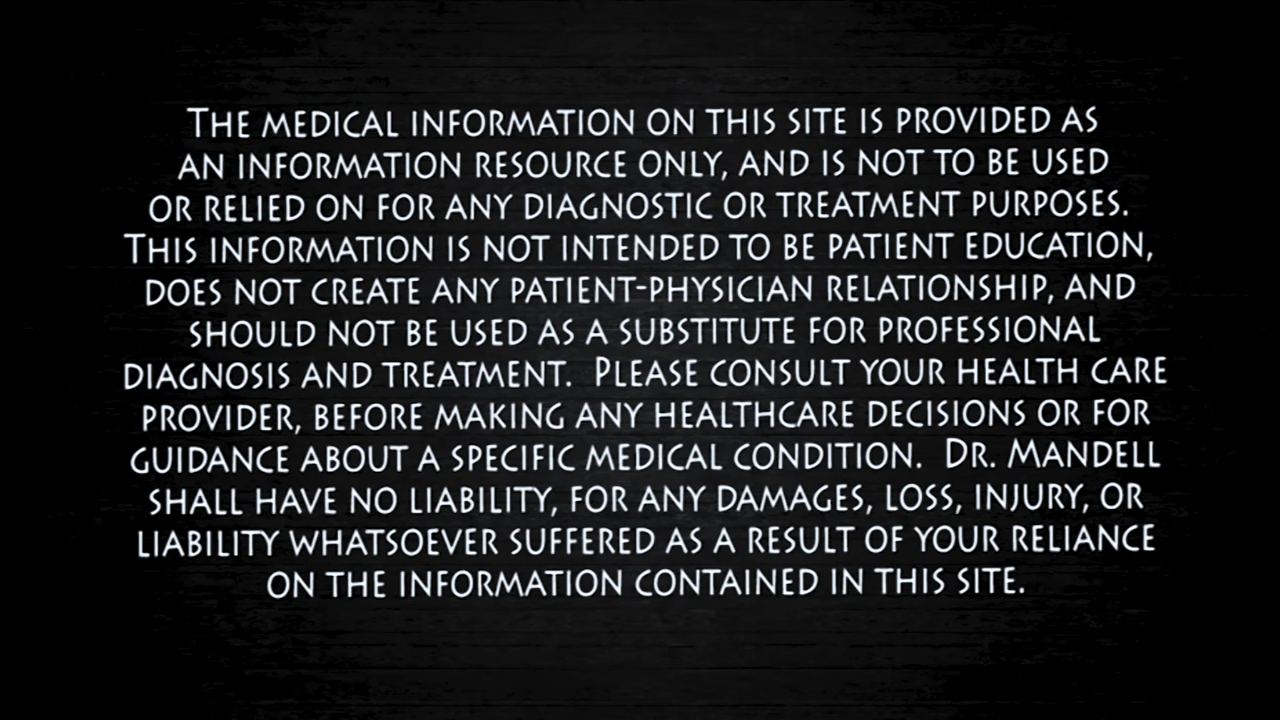 The medical information on this site is provided as
an information resource only, and is not to be used
or relied on for any diagnostic or treatment purposes.
This information is not intended to be patient education,
does not create any patient-physician relationship, and
should not be used as a substitute for professional
diagnosis and treatment.  Please consult your health care
provider, before making any healthcare decisions or for
guidance about a specific medical condition.  Dr. Mandell
shall have no liability, for any damages, loss, injury, or
liability whatsoever suffered as a result of your reliance
on the information contained in this site.